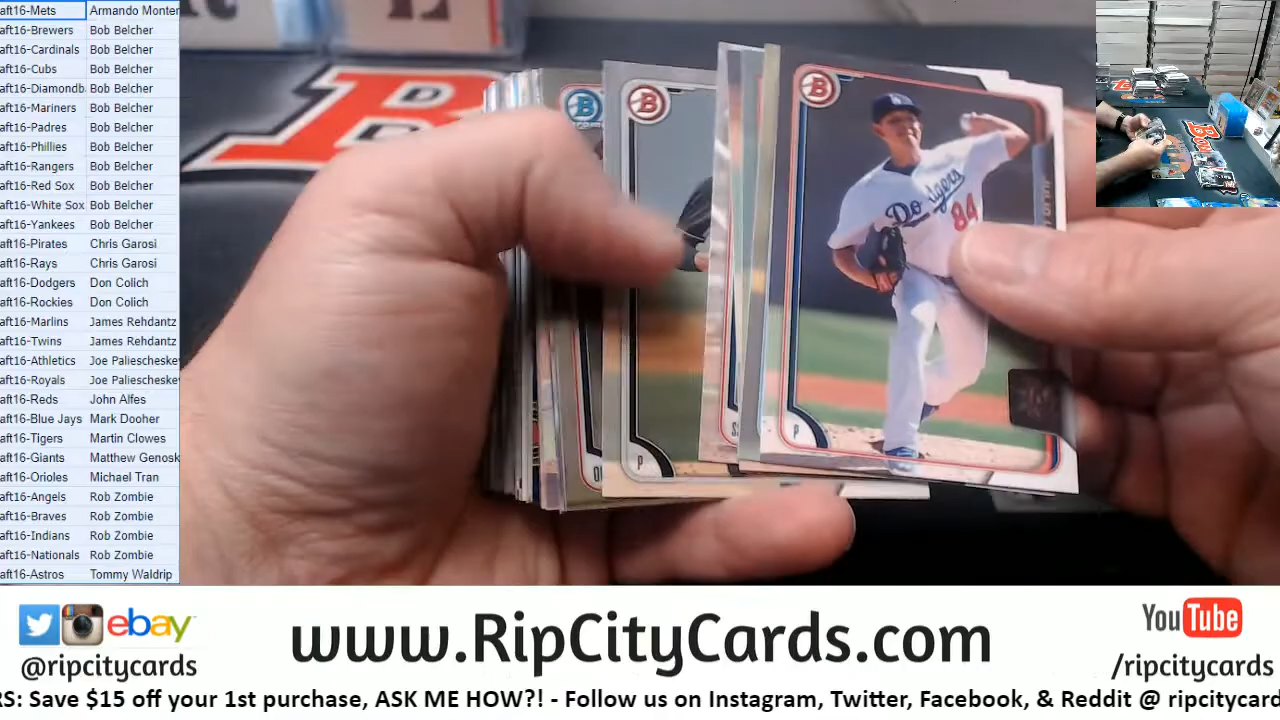 aft16-Mets Armando Monter
aft16-Brewers Bob Belcher
aft16-Cardinals Bob Belcher
aft16-Cubs Bob Belcher
aft16-Diamondba Bob Belcher
aft16-Mariners Bob Belcher
aft16-Padres Bob Belcher
aft16-Phillies Bob Belcher
aft16-Rangers Bob Belcher
aft16-Red Sox Bob Belcher
aft16-White Sox Bob Belcher
aft16-Yankees Bob Belcher
aft16-Pirates Chris Garosi
aft16-Rays Chris Garosi
aft16-Dodgers Don Colich
aft16-Rockies Don Colich
aft16-Marlins James Rehdantz
aft16-Twins James Rehdantz
aft16-Athletics Joe Paliescheskey
aft16-Royals Joe Paliescheskey
aft16-Reds John Alfes
aft16-Blue Jays Mark Dooher
aft16-Tigers Martin Clowes
aft16-Giants Matthew Genosk
aft16-Orioles Michael Tran
aft16-Angels Rob Zombie
aft16-Braves Rob Zombie
aft16-Indians Rob Zombie
aft16-Nationals Rob Zombie
aft16-Astros Tommy Waldrip
B
B
B
Dodgers
84
P
P
ebay
@ripcitycards
www.RipCityCards.com
YouTube
/ripcitycards
RS: Save $15 off your 1st purchase, ASK ME HOW?! - Follow us on Instagram, Twitter, Facebook, & Reddit @ ripcitycard